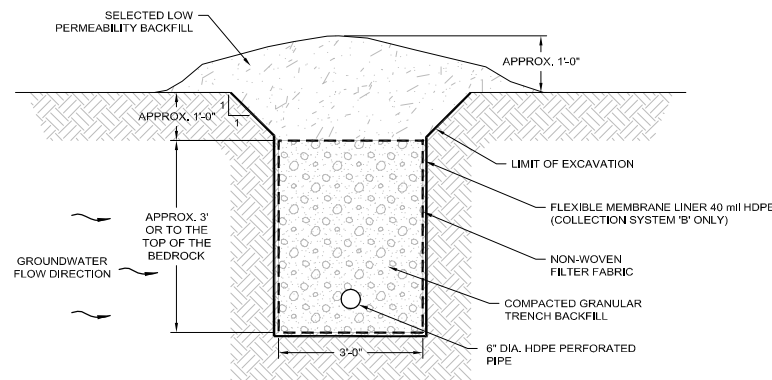 SELECTED LOW
PERMEABILITY BACKFILL
APPROX. 1'-0"
1
1
APPROX. 1'-0"
LIMIT OF EXCAVATION
FLEXIBLE MEMBRANE LINER 40 mil HDPE
(COLLECTION SYSTEM 'B' ONLY)
APPROX. 3'
OR TO THE
TOP OF THE
BEDROCK
GROUNDWATER
FLOW DIRECTION
NON-WOVEN
FILTER FABRIC
COMPACTED GRANULAR
TRENCH BACKFILL
6" DIA. HDPE PERFORATED
PIPE
3'-0"